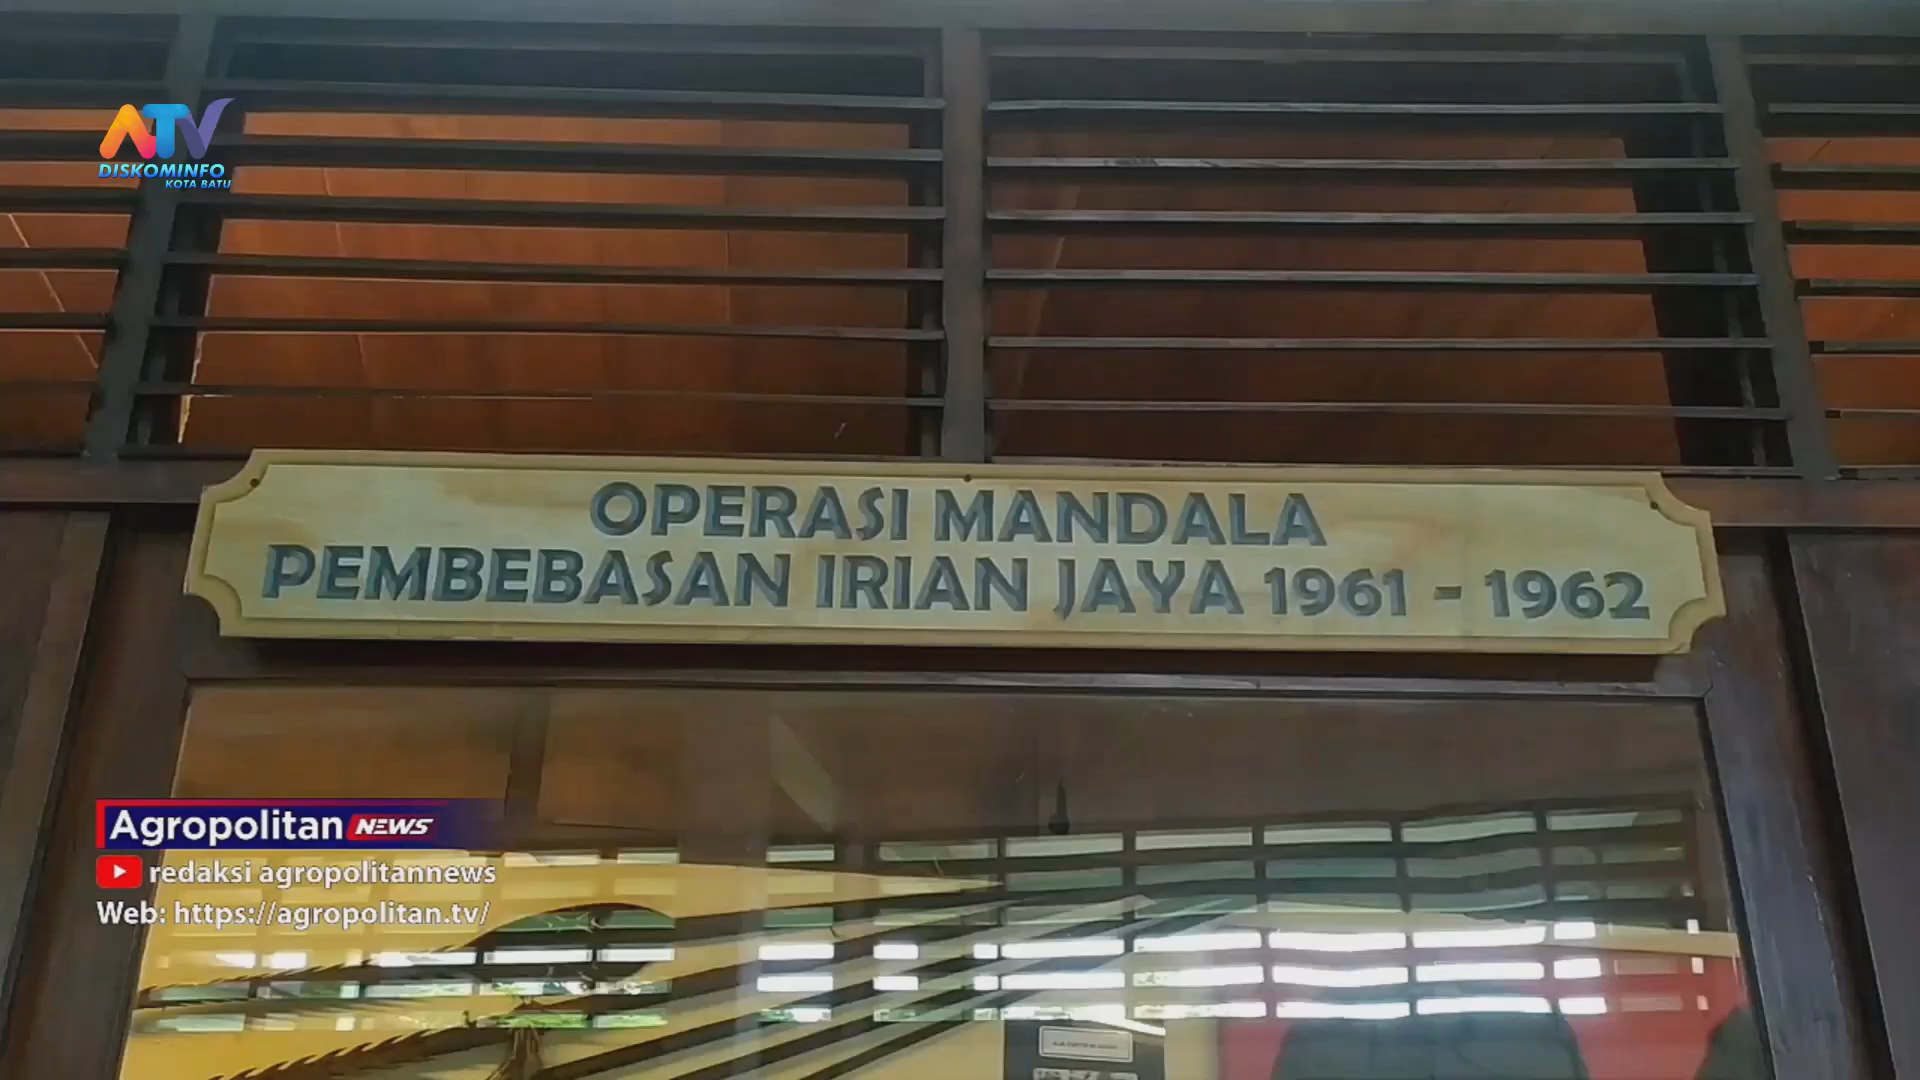 ATV
DISKOMINFO
KOTA BATU
OPERASI MANDALA
PEMBEBASAN IRIAN JAYA 1961 - 1962
Agropolitan NEWS
redaksi agropolitannews
Web: https://agropolitan.tv/